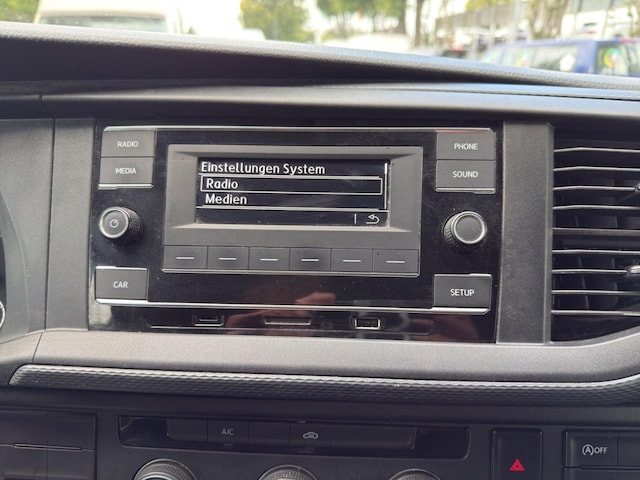 RADIO
PHONE
Einstellungen System
MEDIA
SOUND
Radio
Medien
CAR
SETUP
A/C
A OFF